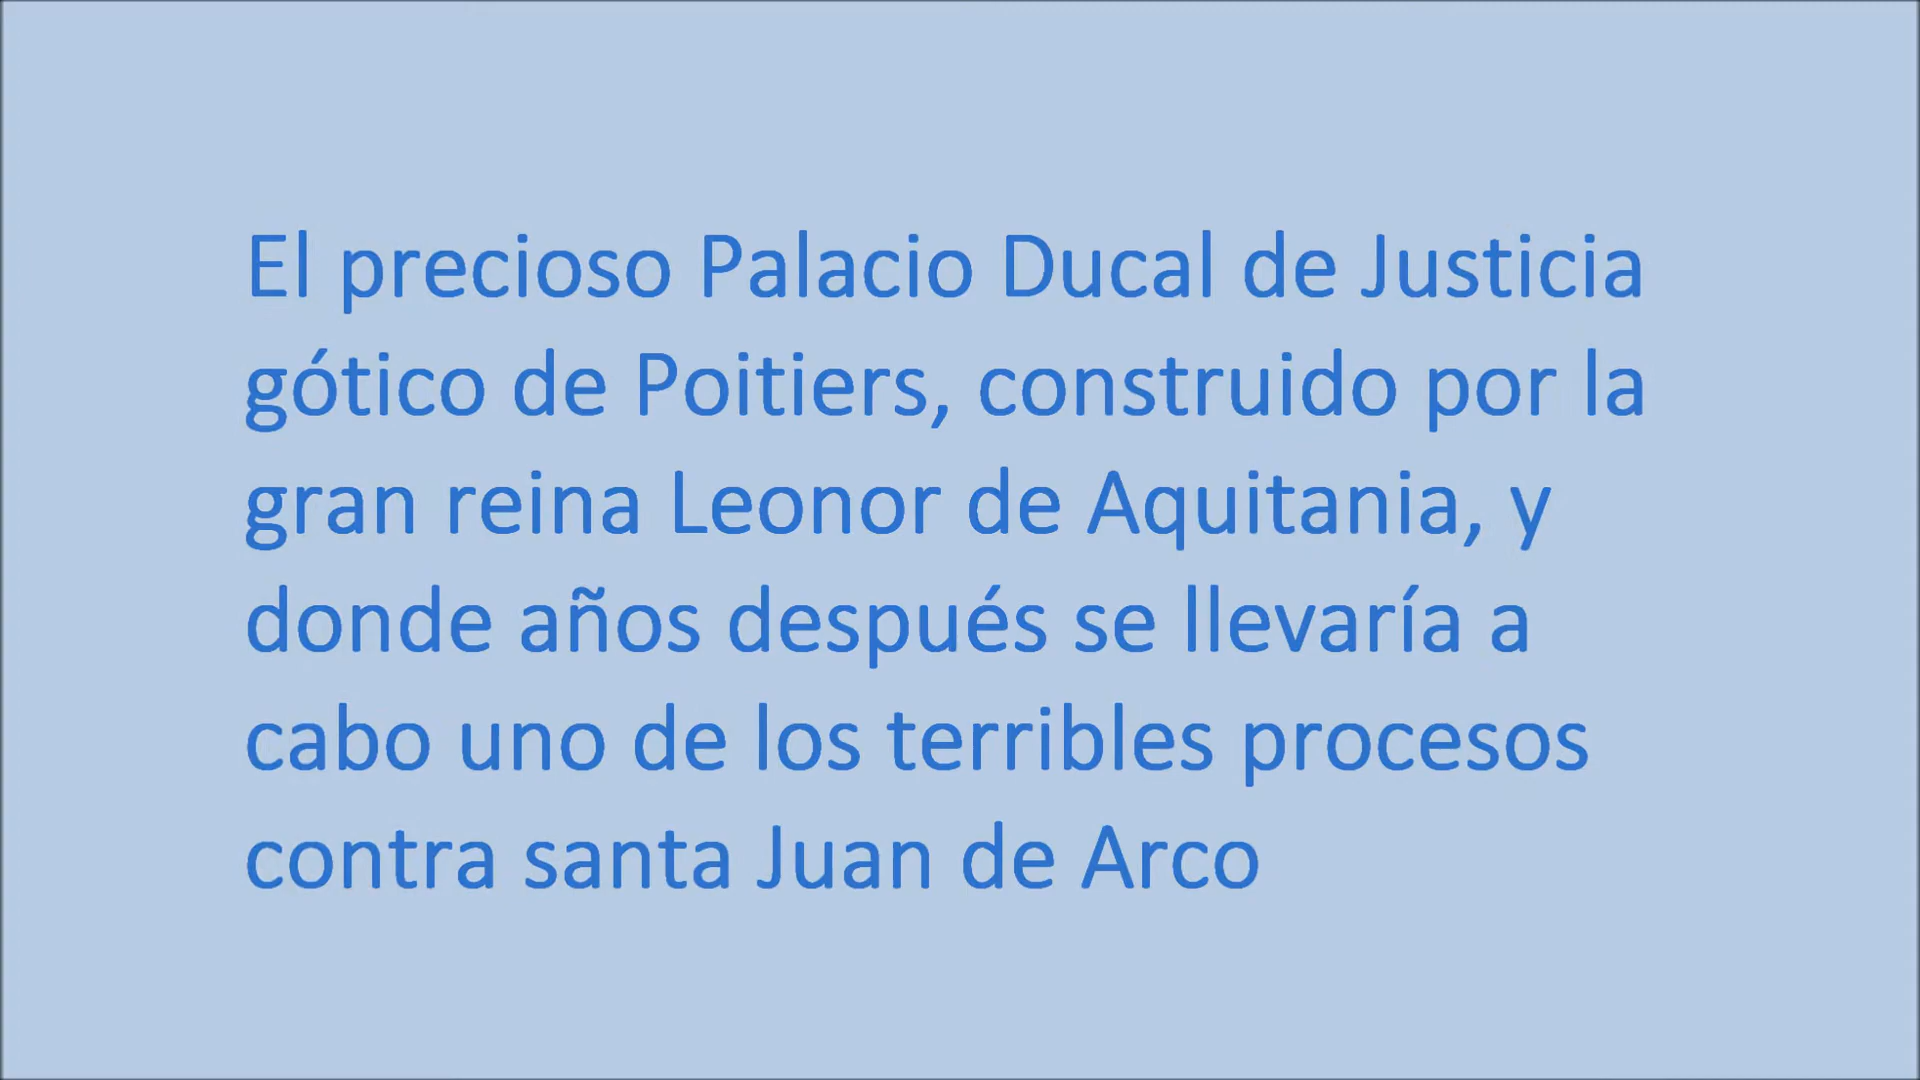 El precioso Palacio Ducal de Justicia
gótico de Poitiers, construido por la
gran reina Leonor de Aquitania, y
donde años después se llevaría a
cabo uno de los terribles procesos
contra santa Juan de Arco